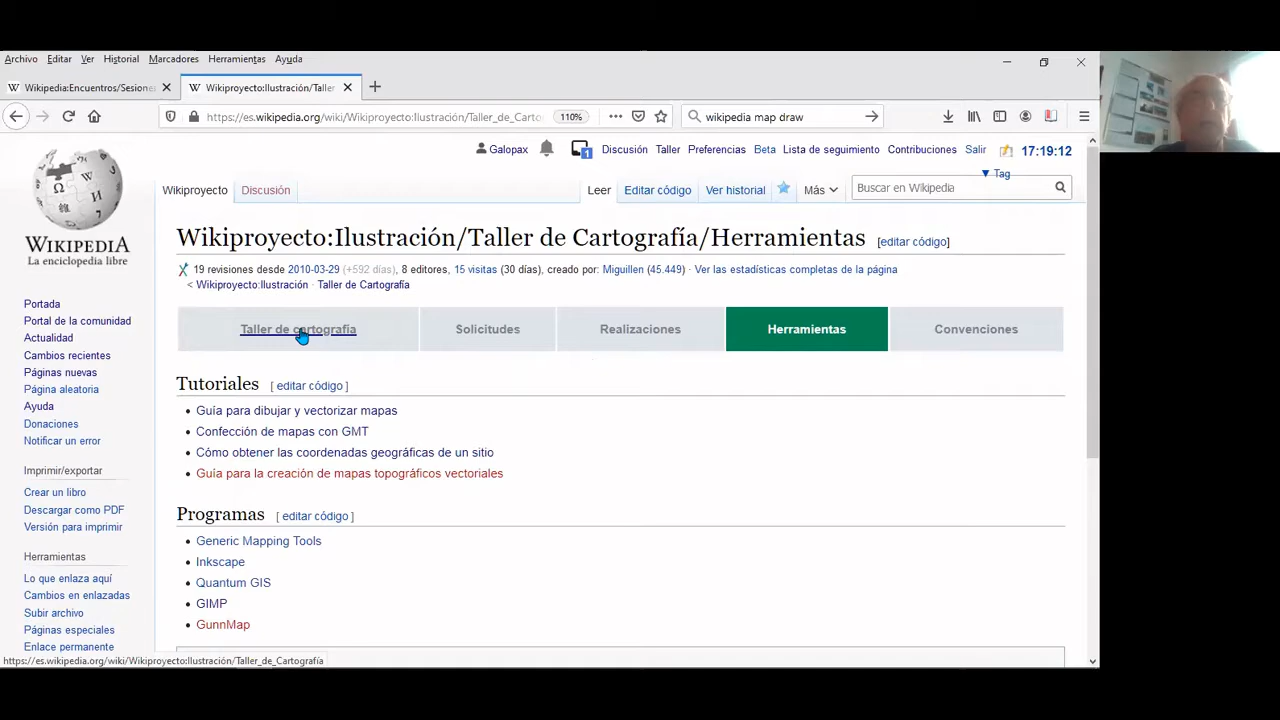 Archivo Editar Ver Historial Marcadores Herramientas Ayuda
Wikipedia:Encuentros/Sesione
Wikiproyecto:Ilustración/Taller
https://es.wikipedia.org/wiki/Wikiproyecto:Ilustración/Taller_de_Carto
110%
wikipedia map draw
Galopax
1
Discusión Taller Preferencias Beta Lista de seguimiento Contribuciones Salir 17:19:12
Tag
Wikiproyecto Discusión Leer Editar código Ver historial Más Buscar en Wikipedia
WIKIPEDIA
La enciclopedia libre
Wikiproyecto:Ilustración/Taller de Cartografía/Herramientas [editar código]
19 revisiones desde 2010-03-29 (+592 días), 8 editores, 15 visitas (30 días), creado por: Miguillen (45.449) · Ver las estadísticas completas de la página
< Wikiproyecto:Ilustración · Taller de Cartografía
Taller de cartografía Solicitudes Realizaciones Herramientas Convenciones
Tutoriales [ editar código ]
Guía para dibujar y vectorizar mapas
Confección de mapas con GMT
Cómo obtener las coordenadas geográficas de un sitio
Guía para la creación de mapas topográficos vectoriales
Programas [ editar código ]
Generic Mapping Tools
Inkscape
Quantum GIS
GIMP
GunnMap
Portada
Portal de la comunidad
Actualidad
Cambios recientes
Páginas nuevas
Página aleatoria
Ayuda
Donaciones
Notificar un error
Imprimir/exportar
Crear un libro
Descargar como PDF
Versión para imprimir
Herramientas
Lo que enlaza aquí
Cambios en enlazadas
Subir archivo
Páginas especiales
Enlace permanente
https://es.wikipedia.org/wiki/Wikiproyecto:Ilustración/Taller_de_Cartografía